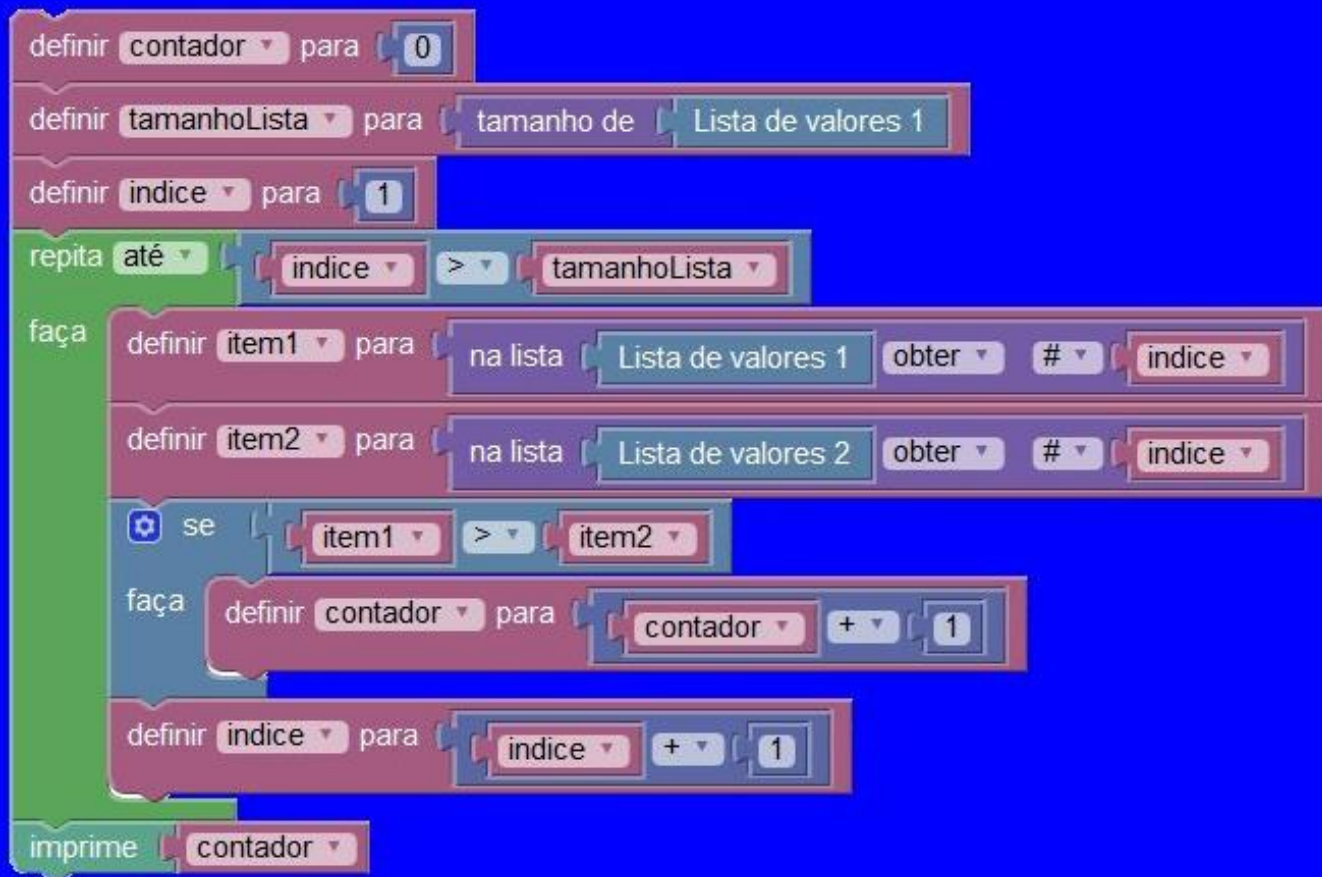 definir contador para 0
definir tamanhoLista para tamanho de Lista de valores 1
definir indice para 1
repita até indice > tamanhoLista
faça definir item1 para na lista Lista de valores 1 obter # indice
definir item2 para na lista Lista de valores 2 obter # indice
se item1 > item2
faça definir contador para contador + 1
definir indice para indice + 1
imprime contador